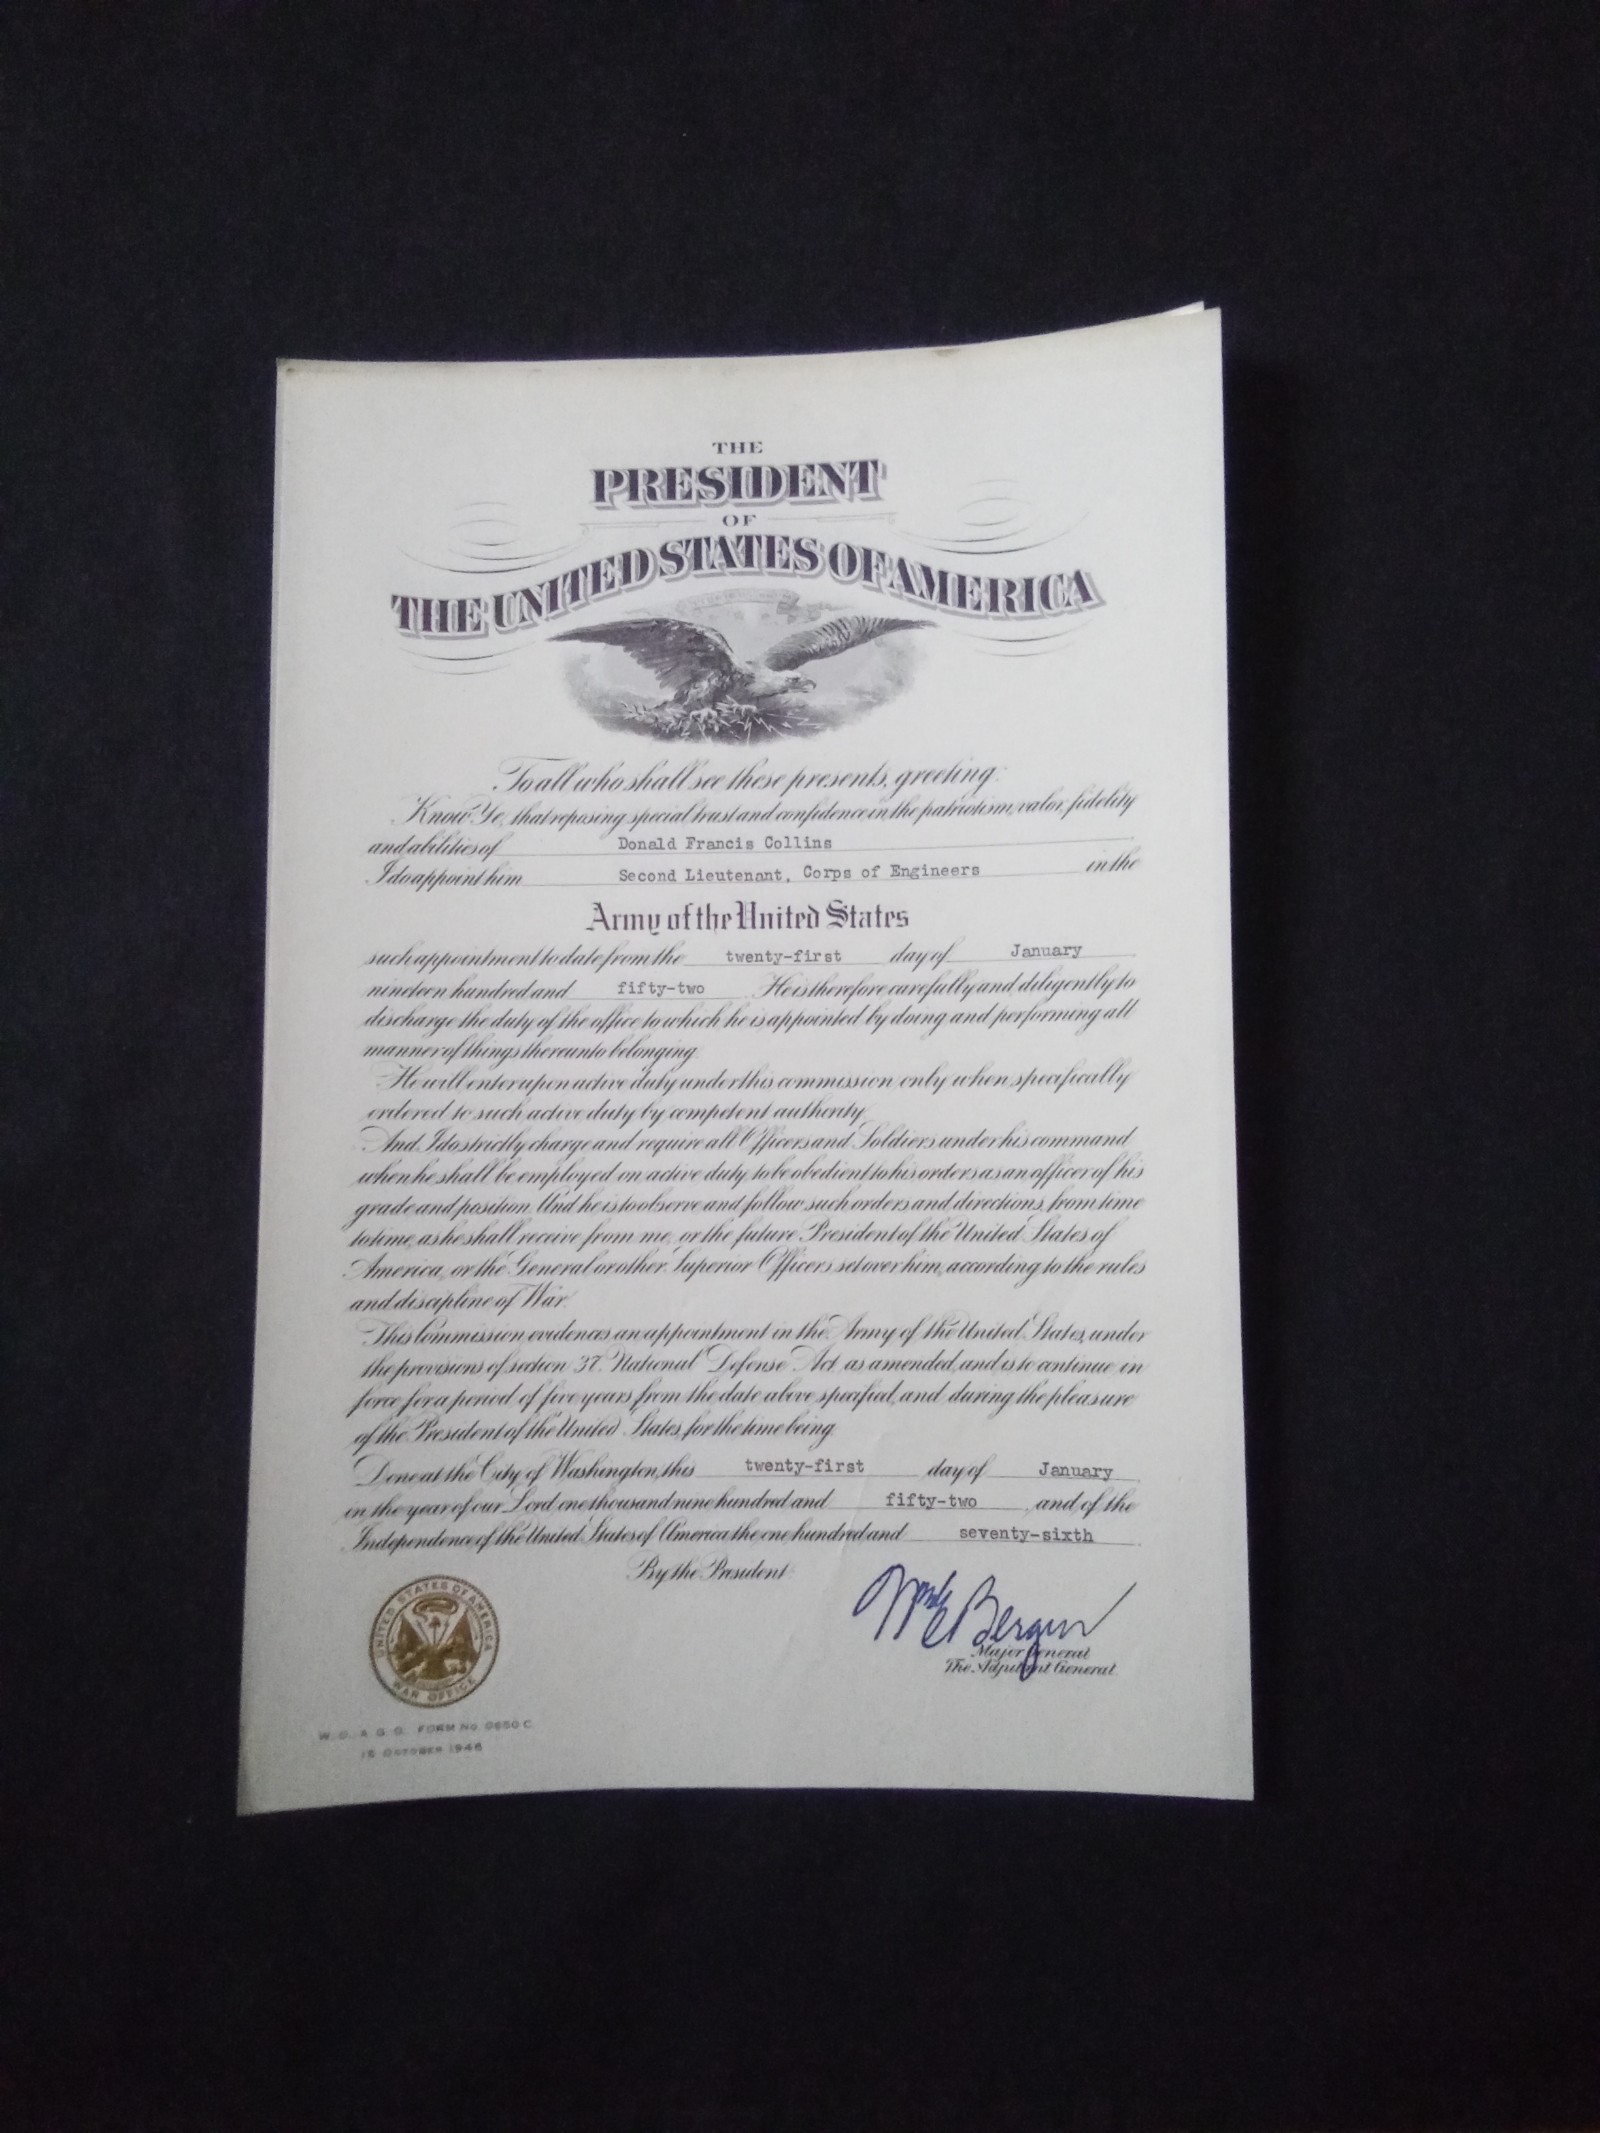 THE
PRESIDENT
OF
THE UNITED STATES OF AMERICA
To all who shall see these presents, greeting:
Know Ye, that reposing special trust and confidence in the patriotism, valor, fidelity
and abilities of Donald Francis Collins
I do appoint him Second Lieutenant, Corps of Engineers in the
Army of the United States
such appointment to date from the twenty-first day of January
nineteen hundred and fifty-two. He is therefore carefully and diligently to
discharge the duty of the office to which he is appointed by doing and performing all
manner of things thereunto belonging.
He will enter upon active duty under this commission only when specifically
ordered to such active duty by competent authority.
And I do strictly charge and require all Officers and Soldiers under his command
when he shall be employed on active duty to be obedient to his orders as an officer of his
grade and position. And he is to observe and follow such orders and directions, from time
to time, as he shall receive from me, or the future President of the United States of
America, or the General or other Superior Officers set over him, according to the rules
and discipline of War.
This Commission evidences an appointment in the Army of the United States, under
the provisions of section 37, National Defense Act, as amended, and is to continue in
force for a period of five years from the date above specified, and during the pleasure
of the President of the United States, for the time being.
Done at the City of Washington, this twenty-first day of January
in the year of our Lord one thousand nine hundred and fifty-two, and of the
Independence of the United States of America the one hundred and seventy-sixth.
By the President:
Wm E Bergin
Major General
The Adjutant General.
UNITED STATES OF AMERICA
WAR OFFICE
W. D., A. G. O. FORM No. 0650 C
15 OCTOBER 1946